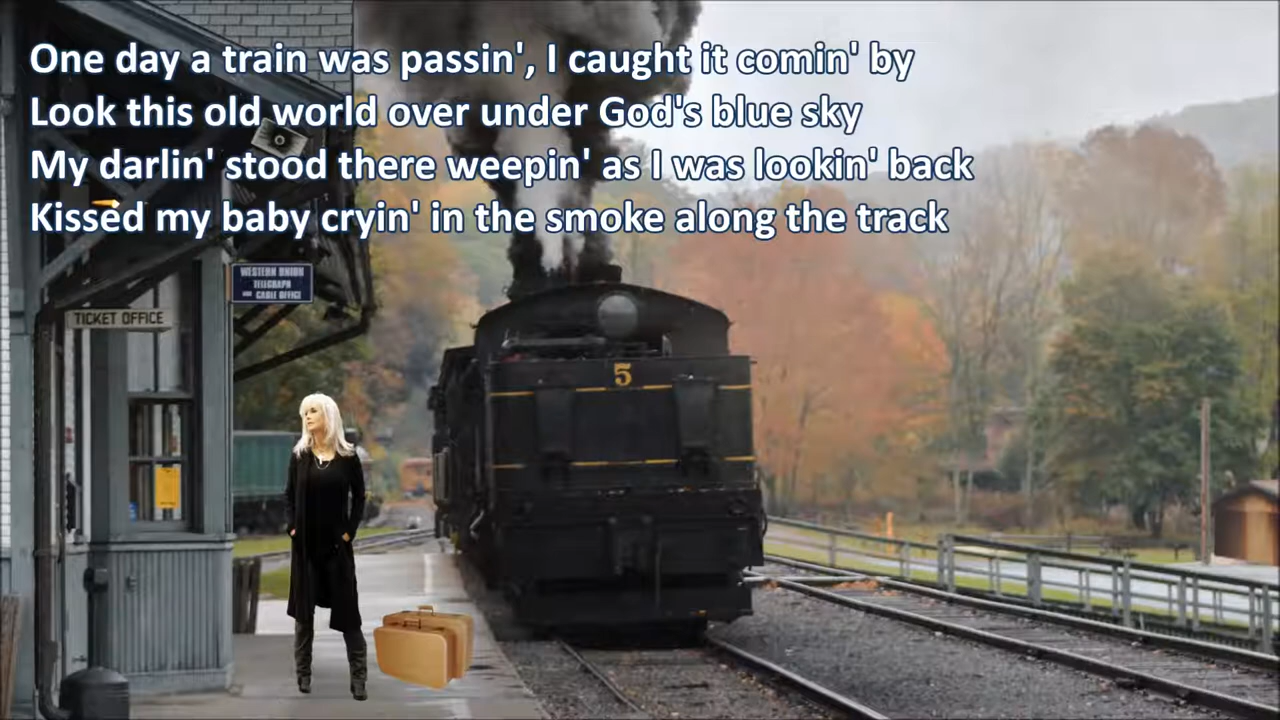 One day a train was passin', I caught it comin' by
Look this old world over under God's blue sky
My darlin' stood there weepin' as I was lookin' back
Kissed my baby cryin' in the smoke along the track
WESTERN UNION
TELEGRAPH
AND CABLE OFFICE
TICKET OFFICE
5